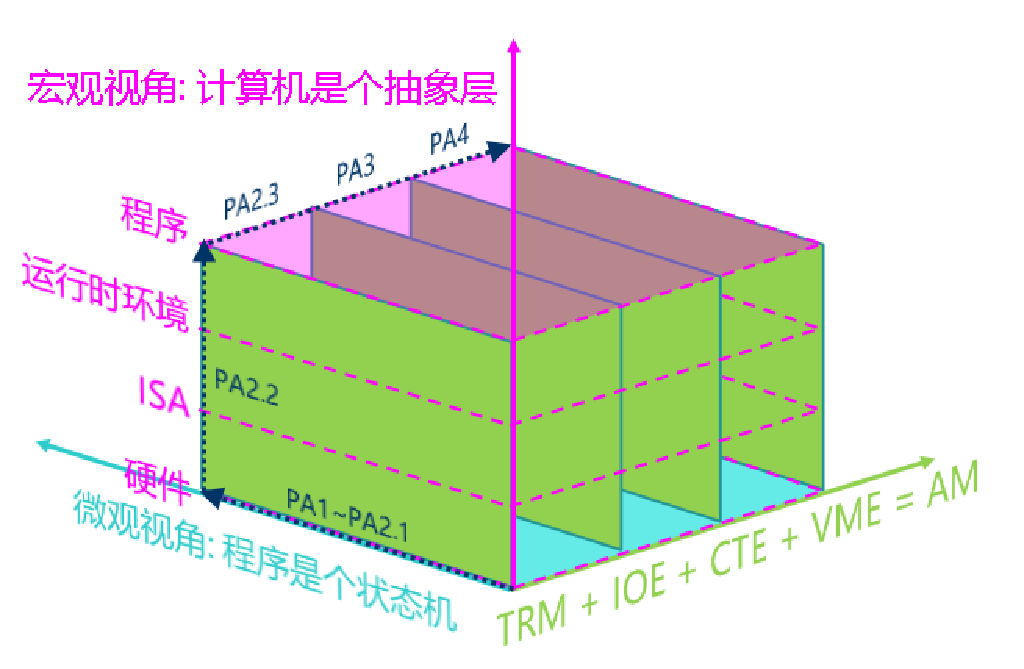 宏观视角: 计算机是个抽象层
PA4
PA3
PA2.3
程序
运行时环境
PA2.2
ISA
硬件
PA1~PA2.1
微观视角: 程序是个状态机
TRM + IOE + CTE + VME = AM